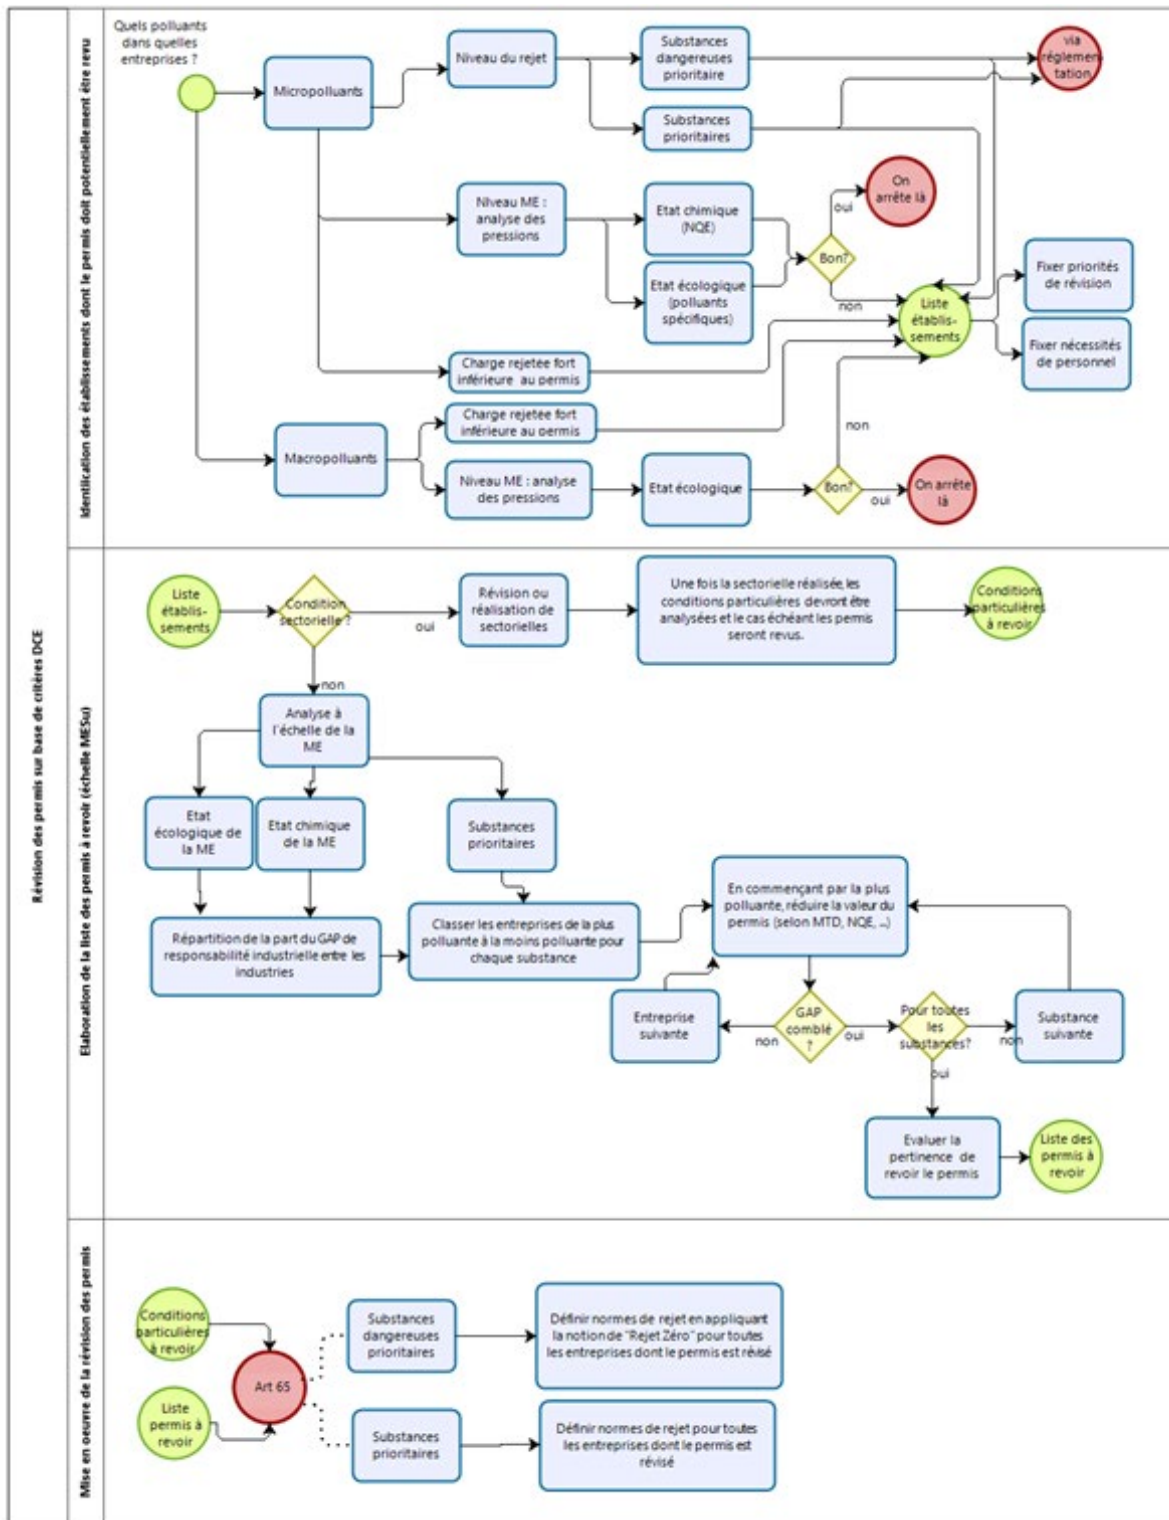 Révision des permis sur base de critères DCE
Identification des établissements dont le permis doit potentiellement être revu
Quels polluants
dans quelles
entreprises ?
Micropolluants
Niveau du rejet
Substances
dangereuses
prioritaire
via
réglemen-
tation
Substances
prioritaires
Niveau ME :
analyse des
pressions
Etat chimique
(NQE)
Etat écologique
(polluants
spécifiques)
Bon?
oui
On
arrête là
non
Liste
établis-
sements
Fixer priorités
de révision
Fixer nécessités
de personnel
Charge rejetée fort
inférieure au permis
Macropolluants
Charge rejetée fort
inférieure au permis
Niveau ME : analyse
des pressions
Etat écologique
Bon?
non
oui
On arrête
là
Elaboration de la liste des permis à revoir (échelle MESu)
Liste
établis-
sements
Condition
sectorielle ?
oui
Révision ou
réalisation de
sectorielles
Une fois la sectorielle réalisée, les
conditions particulières devront être
analysées et le cas échéant les permis
seront revus.
Conditions
particulières
à revoir
non
Analyse à
l'échelle de la
ME
Etat
écologique de
la ME
Etat chimique
de la ME
Substances
prioritaires
Répartition de la part du GAP de
responsabilité industrielle entre les
industries
Classer les entreprises de la plus
polluante à la moins polluante pour
chaque substance
En commençant par la plus
polluante, réduire la valeur du
permis (selon MTD, NQE, ...)
Entreprise
suivante
non
GAP
comblé
?
oui
Pour toutes
les
substances?
non
Substance
suivante
oui
Evaluer la
pertinence de
revoir le permis
Liste des
permis à
revoir
Mise en oeuvre de la révision des permis
Conditions
particulières
à revoir
Liste
permis à
revoir
Art 65
Substances
dangereuses
prioritaires
Définir normes de rejet en appliquant
la notion de "Rejet Zéro" pour toutes
les entreprises dont le permis est révisé
Substances
prioritaires
Définir normes de rejet pour toutes
les entreprises dont le permis est
révisé